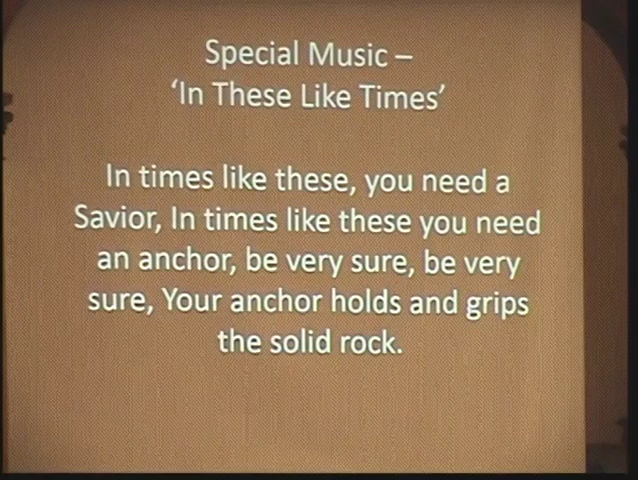 Special Music –
‘In These Like Times’
In times like these, you need a
Savior, In times like these you need
an anchor, be very sure, be very
sure, Your anchor holds and grips
the solid rock.